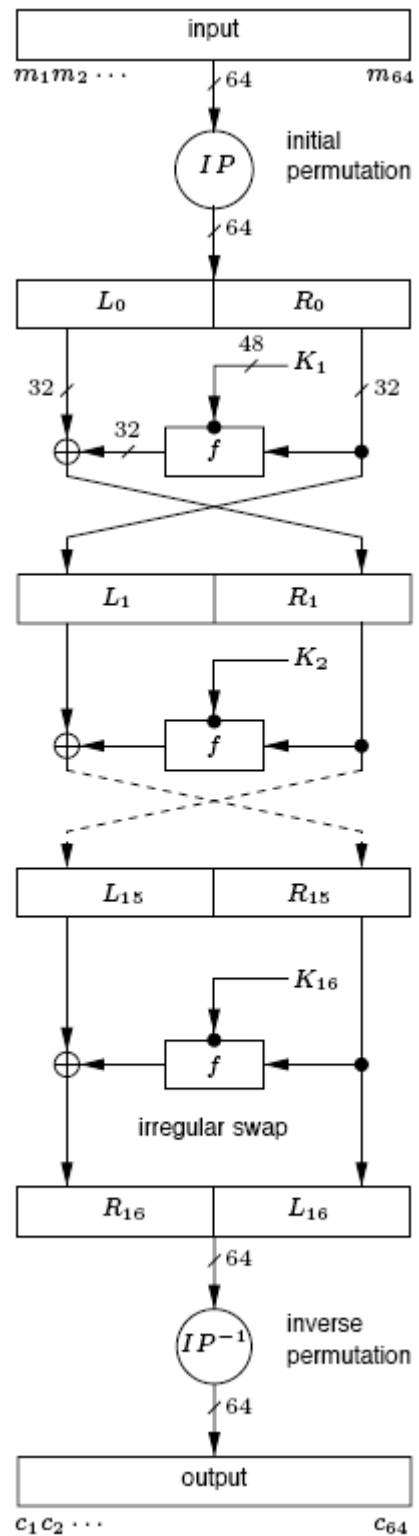 input
m₁m₂ ··· m₆₄
64
IP
initial
permutation
64
L₀ R₀
48
K₁
32 32
32
f
L₁ R₁
K₂
f
L₁₅ R₁₅
K₁₆
f
irregular swap
R₁₆ L₁₆
64
IP⁻¹
inverse
permutation
64
output
c₁c₂ ··· c₆₄